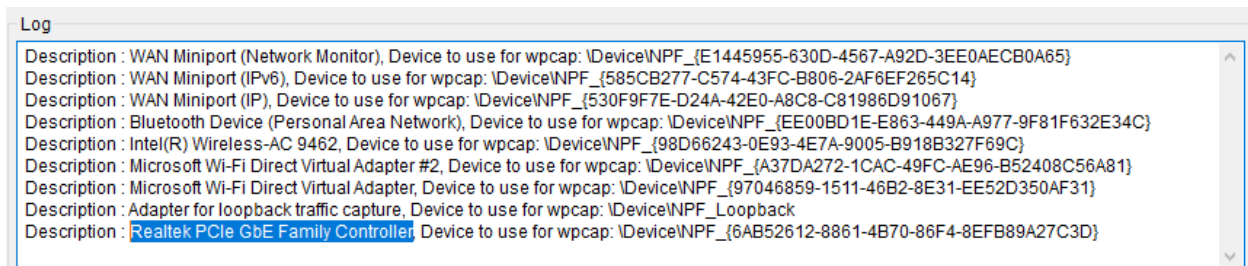 Log
Description : WAN Miniport (Network Monitor), Device to use for wpcap: \Device\NPF_{E1445955-630D-4567-A92D-3EE0AECB0A65}
Description : WAN Miniport (IPv6), Device to use for wpcap: \Device\NPF_{585CB277-C574-43FC-B806-2AF6EF265C14}
Description : WAN Miniport (IP), Device to use for wpcap: \Device\NPF_{530F9F7E-D24A-42E0-A8C8-C81986D91067}
Description : Bluetooth Device (Personal Area Network), Device to use for wpcap: \Device\NPF_{EE00BD1E-E863-449A-A977-9F81F632E34C}
Description : Intel(R) Wireless-AC 9462, Device to use for wpcap: \Device\NPF_{98D66243-0E93-4E7A-9005-B918B327F69C}
Description : Microsoft Wi-Fi Direct Virtual Adapter #2, Device to use for wpcap: \Device\NPF_{A37DA272-1CAC-49FC-AE96-B52408C56A81}
Description : Microsoft Wi-Fi Direct Virtual Adapter, Device to use for wpcap: \Device\NPF_{97046859-1511-46B2-8E31-EE52D350AF31}
Description : Adapter for loopback traffic capture, Device to use for wpcap: \Device\NPF_Loopback
Description : Realtek PCIe GbE Family Controller, Device to use for wpcap: \Device\NPF_{6AB52612-8861-4B70-86F4-8EFB89A27C3D}